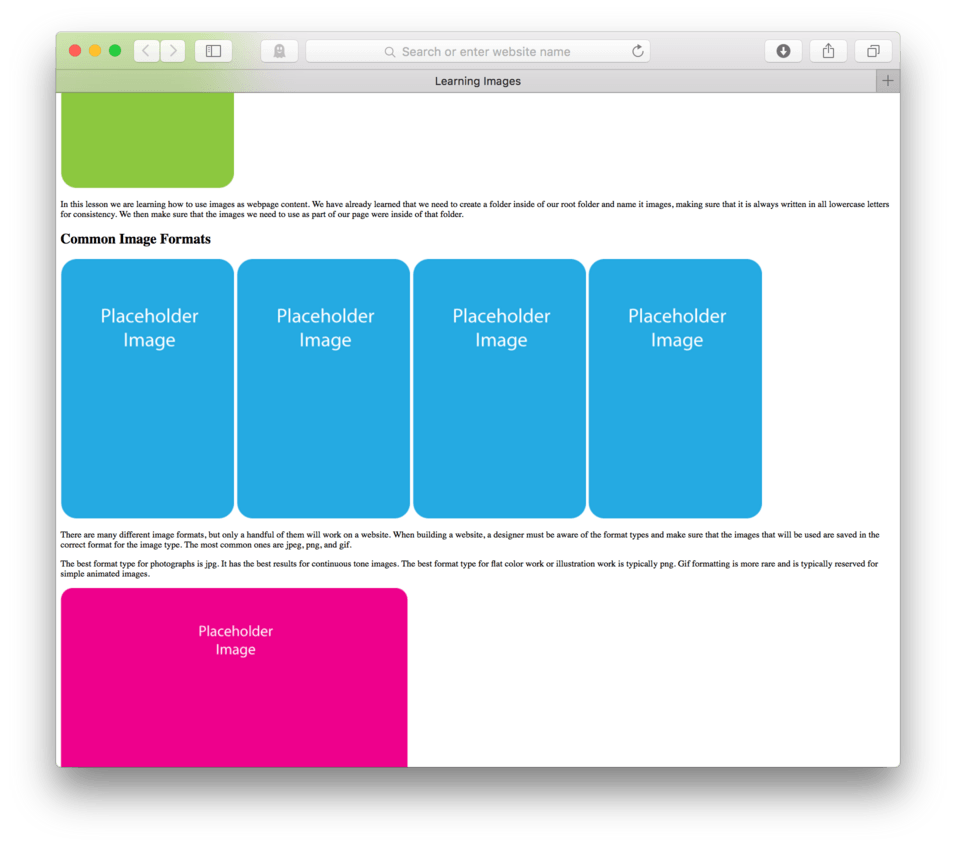 Search or enter website name
Learning Images
In this lesson we are learning how to use images as webpage content. We have already learned that we need to create a folder inside of our root folder and name it images, making sure that it is always written in all lowercase letters
for consistency. We then make sure that the images we need to use as part of our page were inside of that folder.
Common Image Formats
Placeholder Placeholder Placeholder Placeholder
Image Image Image Image
There are many different image formats, but only a handful of them will work on a website. When building a website, a designer must be aware of the format types and make sure that the images that will be used are saved in the
correct format for the image type. The most common ones are jpeg, png, and gif.
The best format type for photographs is jpg. It has the best results for continuous tone images. The best format type for flat color work or illustration work is typically png. Gif formatting is more rare and is typically reserved for
simple animated images.
Placeholder
Image